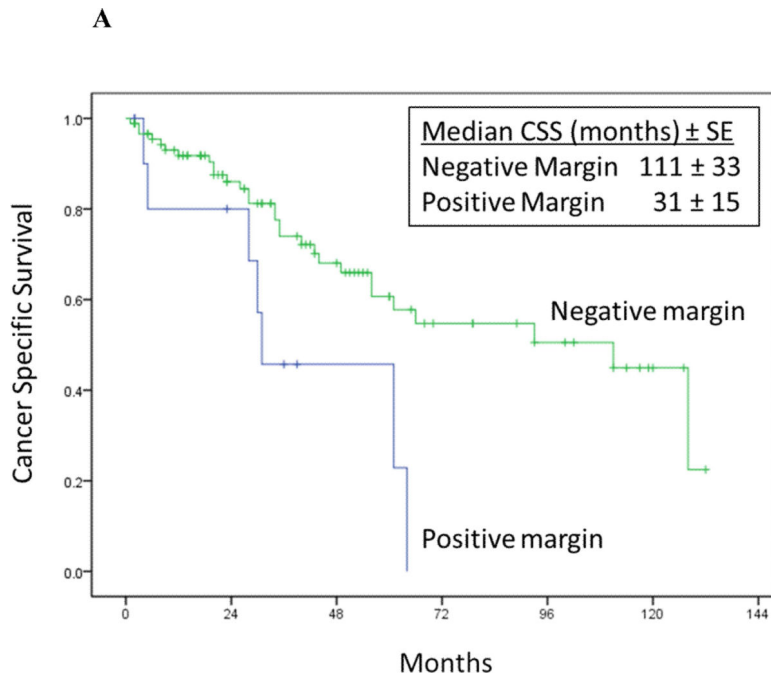 A
Median CSS (months) ± SE
Negative Margin 111 ± 33
Positive Margin 31 ± 15
Negative margin
Positive margin
Cancer Specific Survival
1.0
0.8
0.6
0.4
0.2
0.0
0 24 48 72 96 120 144
Months